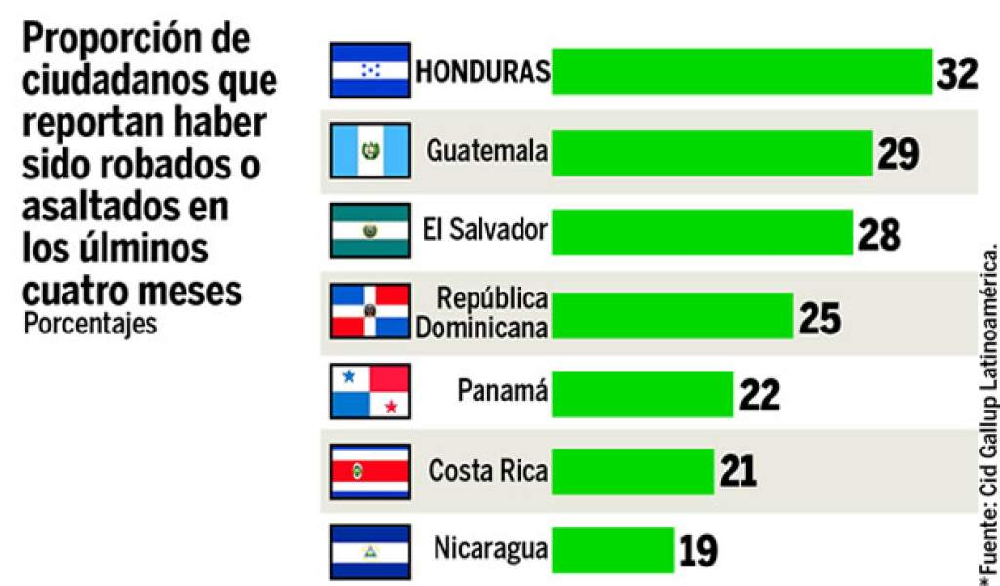 Proporción de
ciudadanos que
reportan haber
sido robados o
asaltados en
los úlminos
cuatro meses
Porcentajes
HONDURAS 32
Guatemala 29
El Salvador 28
República
Dominicana 25
Panamá 22
Costa Rica 21
Nicaragua 19
*Fuente: Cid Gallup Latinoamérica.